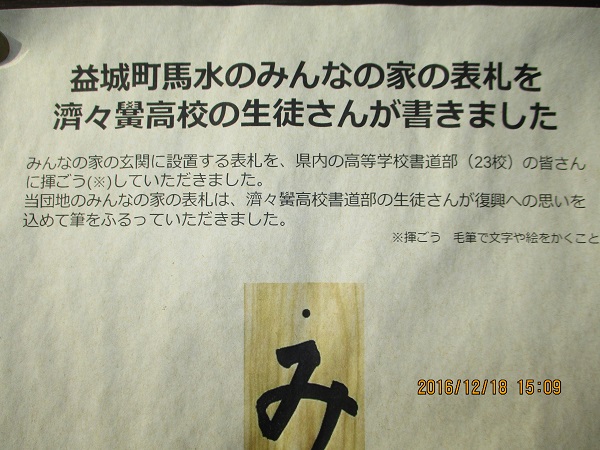 益城町馬水のみんなの家の表札を
濟々黌高校の生徒さんが書きました
みんなの家の玄関に設置する表札を、県内の高等学校書道部（23校）の皆さん
に揮ごう(※)していただきました。
当団地のみんなの家の表札は、濟々黌高校書道部の生徒さんが復興への思いを
込めて筆をふるっていただきました。
※揮ごう　毛筆で文字や絵をかくこと
み
2016/12/18 15:09